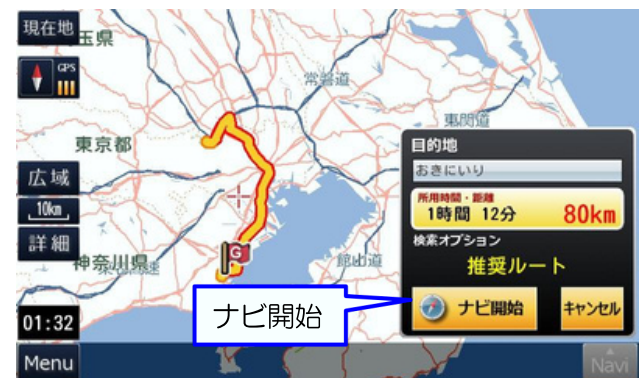 現在地
玉県
GPS
常磐道
東関道
東京都
目的地
おきにいり
広域
所用時間・距離
1時間 12分
80km
10km
検索オプション
詳細
推奨ルート
神奈川県
館山道
G
ナビ開始
ナビ開始
キャンセル
01:32
Menu
Navi